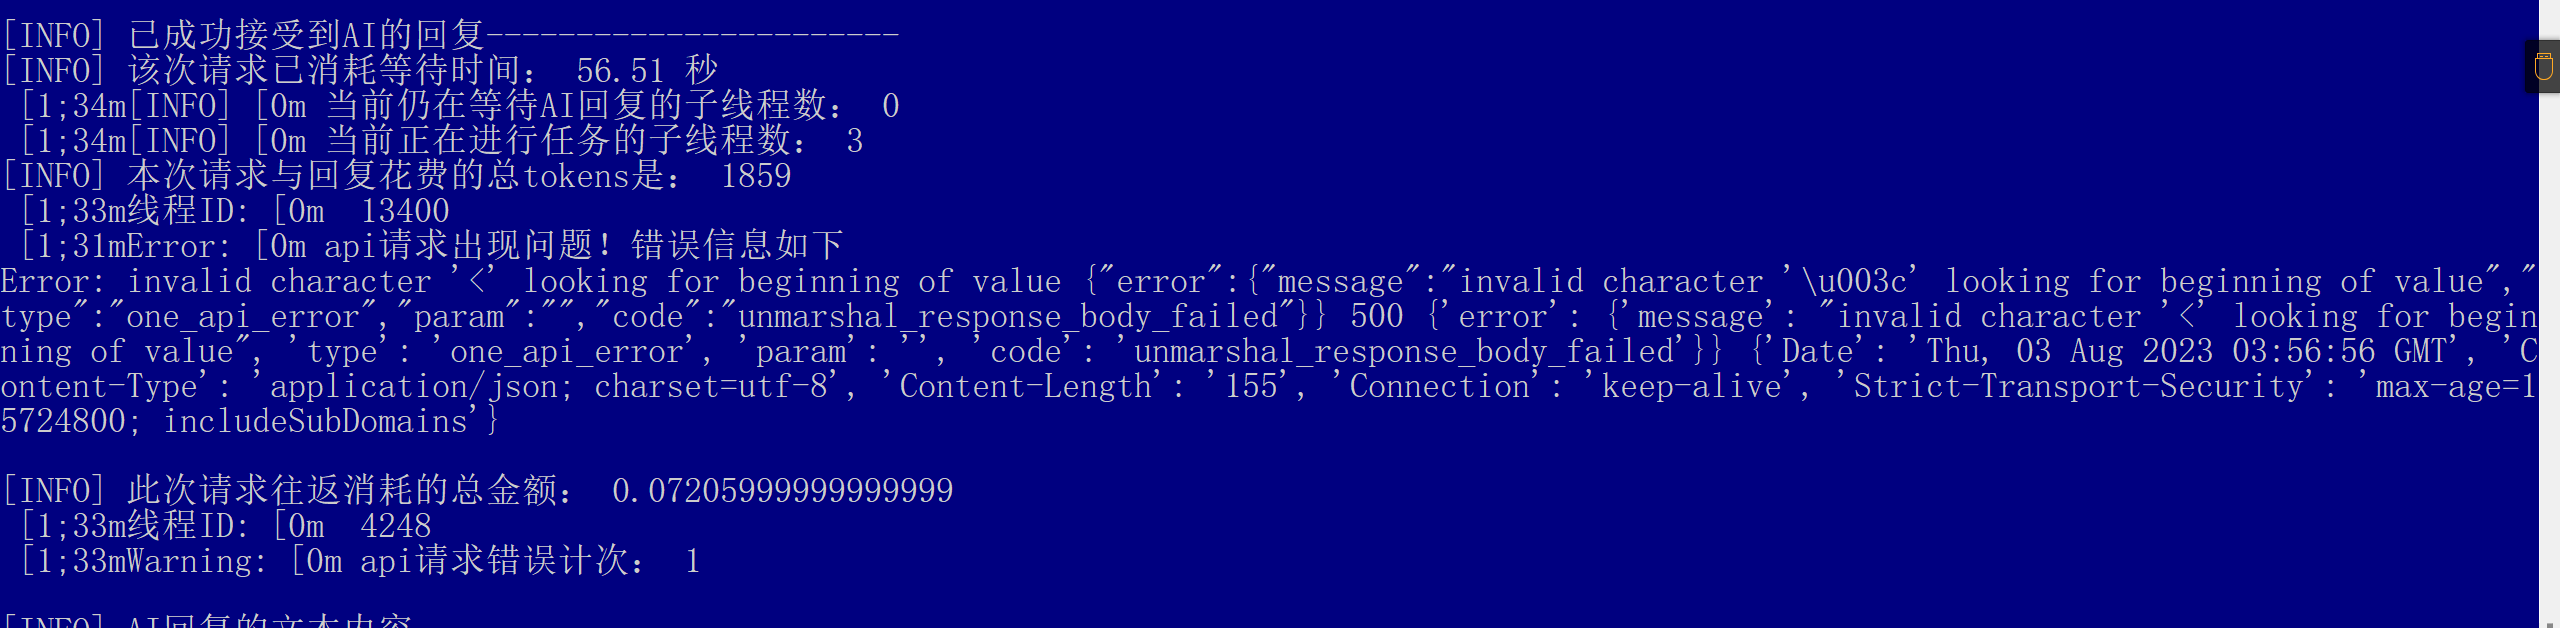 [INFO] 已成功接受到AI的回复-----------------------
[INFO] 该次请求已消耗等待时间： 56.51 秒
[1;34m[INFO] [0m 当前仍在等待AI回复的子线程数： 0
[1;34m[INFO] [0m 当前正在进行任务的子线程数： 3
[INFO] 本次请求与回复花费的总tokens是： 1859
[1;33m线程ID: [0m  13400
[1;31mError: [0m api请求出现问题！错误信息如下
Error: invalid character '<' looking for beginning of value {"error":{"message":"invalid character '\u003c' looking for beginning of value","
type":"one_api_error","param":"","code":"unmarshal_response_body_failed"}} 500 {'error': {'message': "invalid character '<' looking for begin
ning of value", 'type': 'one_api_error', 'param': '', 'code': 'unmarshal_response_body_failed'}} {'Date': 'Thu, 03 Aug 2023 03:56:56 GMT', 'C
ontent-Type': 'application/json; charset=utf-8', 'Content-Length': '155', 'Connection': 'keep-alive', 'Strict-Transport-Security': 'max-age=1
5724800; includeSubDomains'}
[INFO] 此次请求往返消耗的总金额： 0.07205999999999999
[1;33m线程ID: [0m  4248
[1;33mWarning: [0m api请求错误计次： 1
[INFO] AI回复的文本内容